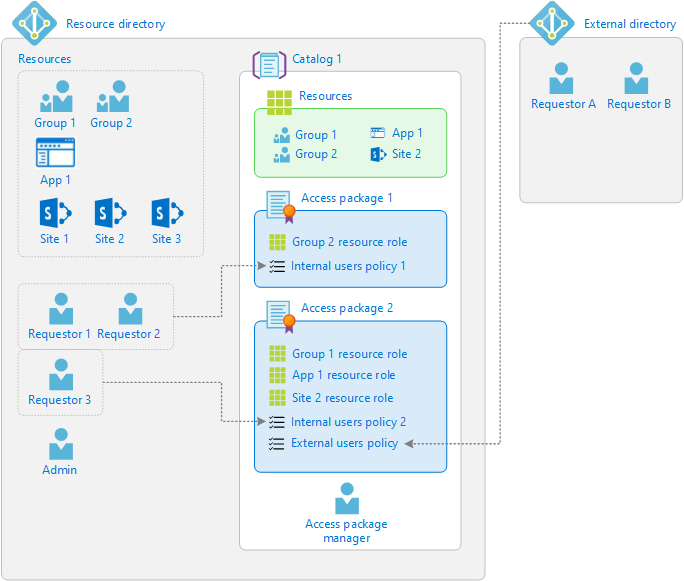 Resource directory
External directory
Resources
Group 1
Group 2
App 1
Site 1
Site 2
Site 3
Requestor 1
Requestor 2
Requestor 3
Admin
Catalog 1
Resources
Group 1
App 1
Group 2
Site 2
Access package 1
Group 2 resource role
Internal users policy 1
Access package 2
Group 1 resource role
App 1 resource role
Site 2 resource role
Internal users policy 2
External users policy
Access package
manager
Requestor A
Requestor B